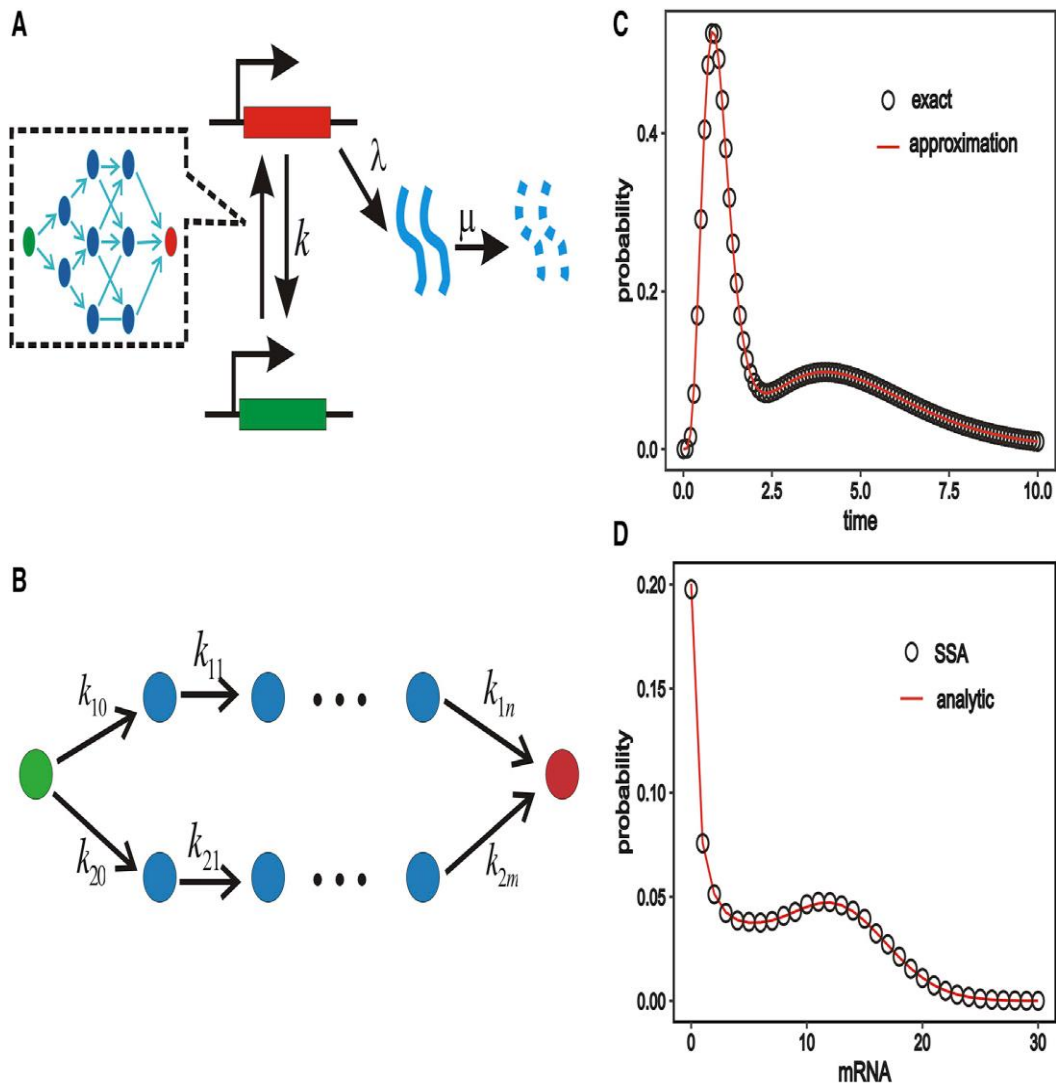 A
λ
k
μ
B
k10
k11
k1n
k20
k21
k2m
C
probability
0.4
0.2
0.0
exact
approximation
0.0 2.5 5.0 7.5 10.0
time
D
probability
0.20
0.15
0.10
0.05
0.00
SSA
analytic
0 10 20 30
mRNA